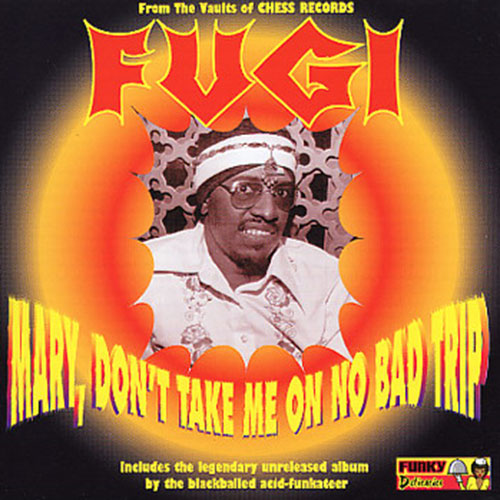 From The Vaults of CHESS RECORDS
FUGI
MARY, DON'T TAKE ME ON NO BAD TRIP
Includes the legendary unreleased album
by the blackballed acid-funkateer
FUNKY
Delicacies